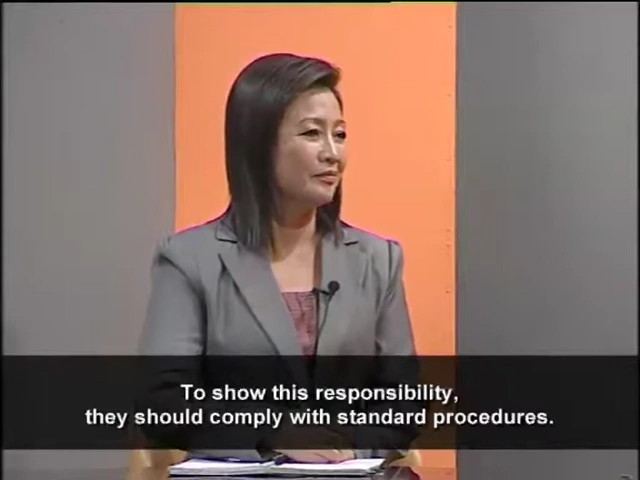 To show this responsibility,
they should comply with standard procedures.